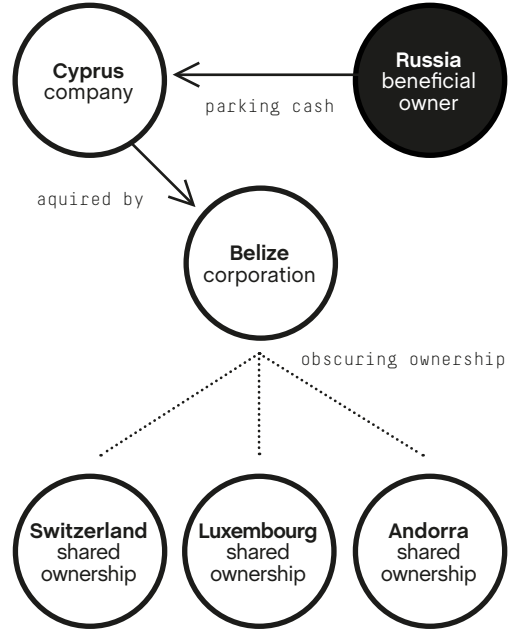 Cyprus
company
Russia
beneficial
owner
parking cash
aquired by
Belize
corporation
obscuring ownership
Switzerland
shared
ownership
Luxembourg
shared
ownership
Andorra
shared
ownership